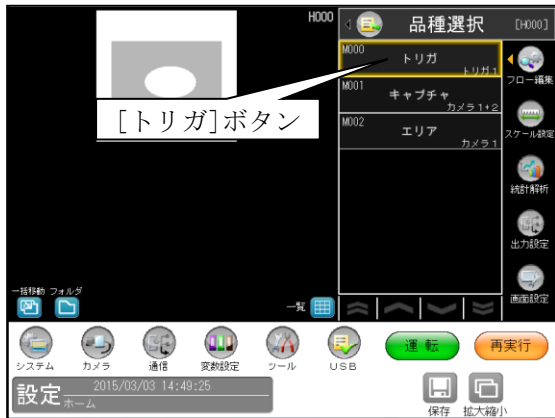 H000
品種選択
[H000]
M000
トリガ
トリガ1
M001
キャプチャ
カメラ1+2
M002
エリア
カメラ1
[トリガ]ボタン
フロー編集
スケール設定
統計解析
出力設定
画面設定
一括移動 フォルダ
一覧
システム
カメラ
通信
変数設定
ツール
USB
運転
再実行
設定
2015/03/03 14:49:25
ホーム
保存
拡大縮小